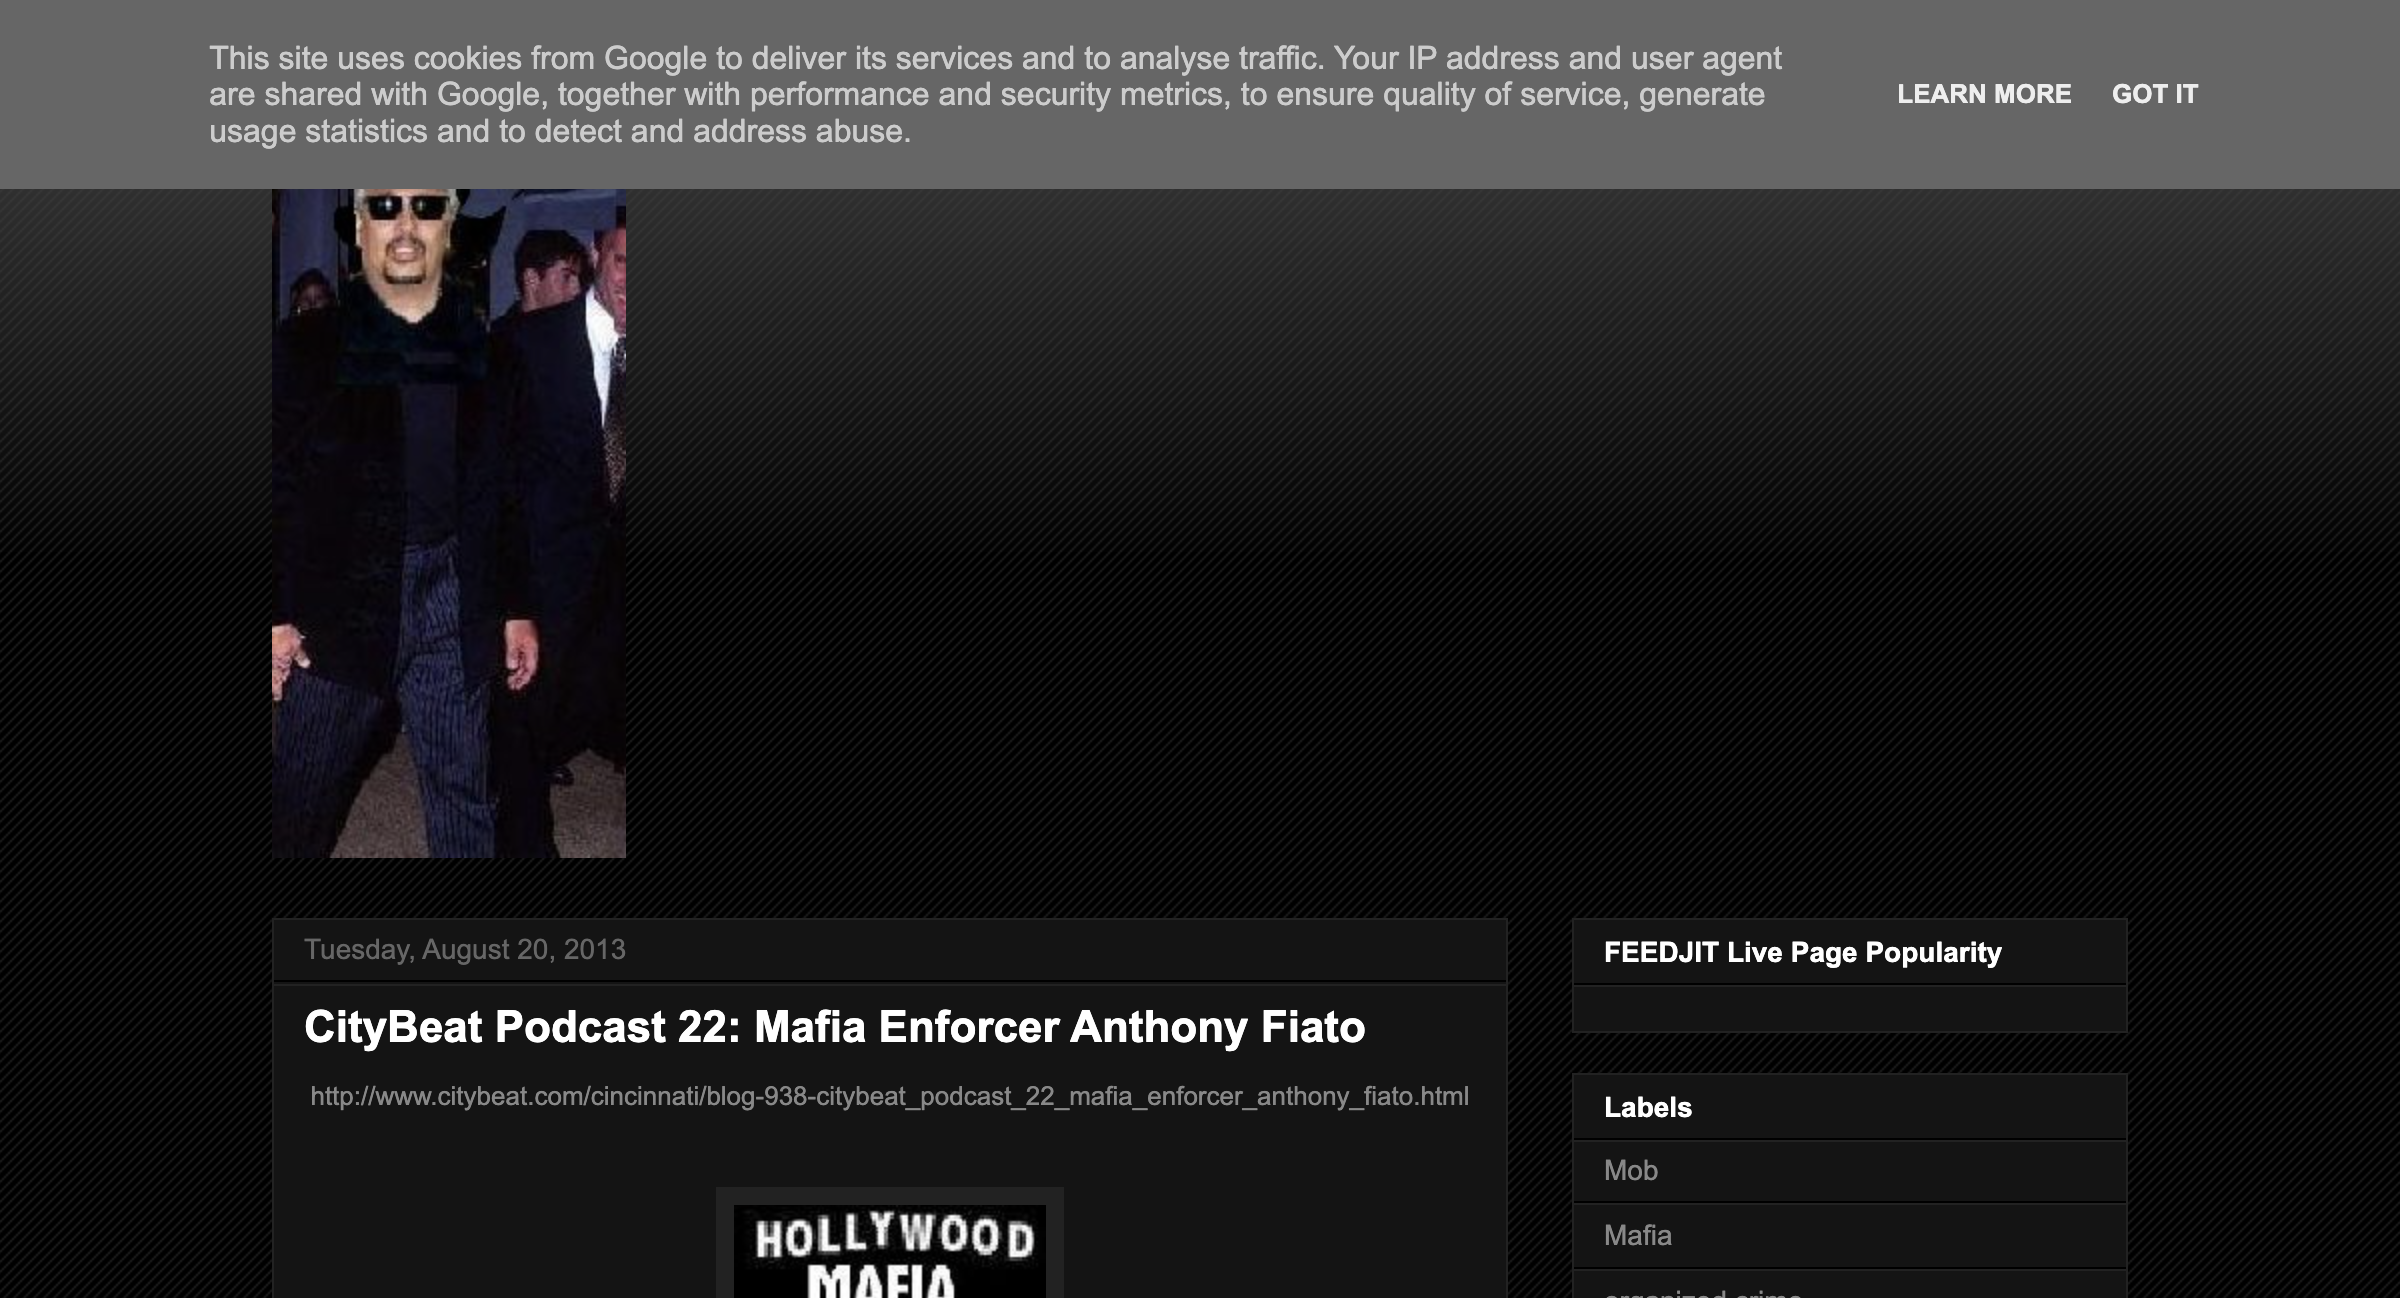 This site uses cookies from Google to deliver its services and to analyse traffic. Your IP address and user agent
are shared with Google, together with performance and security metrics, to ensure quality of service, generate
usage statistics and to detect and address abuse.
LEARN MORE GOT IT
Tuesday, August 20, 2013
CityBeat Podcast 22: Mafia Enforcer Anthony Fiato
http://www.citybeat.com/cincinnati/blog-938-citybeat_podcast_22_mafia_enforcer_anthony_fiato.html
HOLLYWOOD
MAFIA
FEEDJIT Live Page Popularity
Labels
Mob
Mafia
organized crime